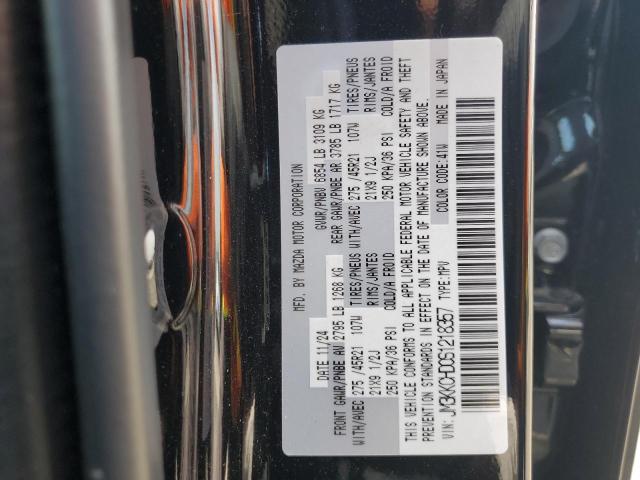 MFD. BY MAZDA MOTOR CORPORATION
DATE 11/24 GVWR/PNBV 6854 LB 3109 KG
FRONT GAWR/PNBE AV 2795 LB 1268 KG REAR GAWR/PNBE AR 3785 LB 1717 KG
WITH/AVEC 275 /45R21 107W TIRES/PNEUS WITH/AVEC 275 /45R21 107W TIRES/PNEUS
21X9 1/2J RIMS/JANTES 21X9 1/2J RIMS/JANTES
250 KPA/36 PSI COLD/A FROID 250 KPA/36 PSI COLD/A FROID
THIS VEHICLE CONFORMS TO ALL APPLICABLE FEDERAL MOTOR VEHICLE SAFETY AND THEFT
PREVENTION STANDARDS IN EFFECT ON THE DATE OF MANUFACTURE SHOWN ABOVE.
VIN: JM3KKCHD0S1218357 TYPE:MPV COLOR CODE:41W MADE IN JAPAN